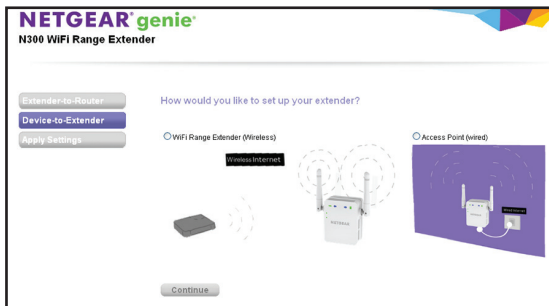 NETGEAR® genie®
N300 WiFi Range Extender
Extender-to-Router
Device-to-Extender
Apply Settings
How would you like to set up your extender?
WiFi Range Extender (Wireless)
Access Point (wired)
Wireless Internet
NETGEAR
Continue